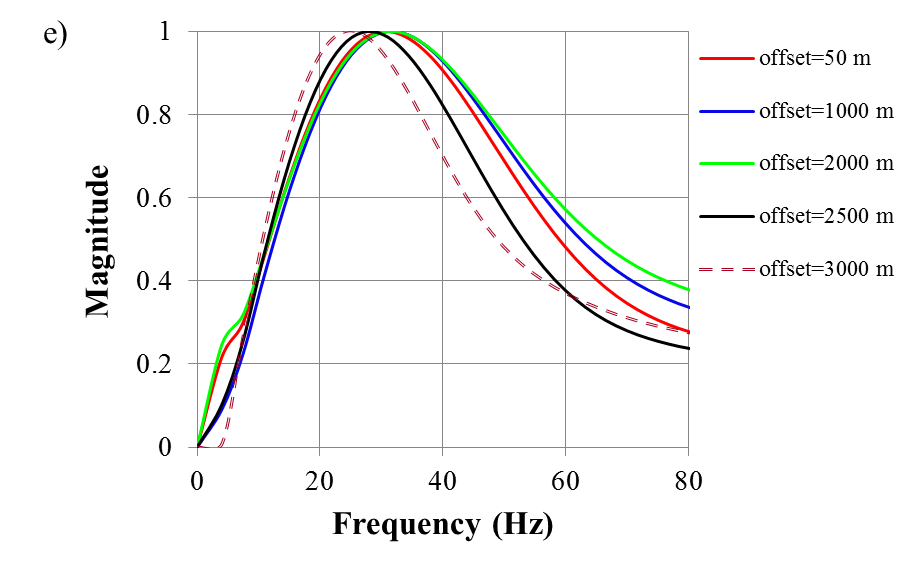 e)
1
0.8
0.6
0.4
0.2
0
Magnitude
0 20 40 60 80
Frequency (Hz)
offset=50 m
offset=1000 m
offset=2000 m
offset=2500 m
offset=3000 m